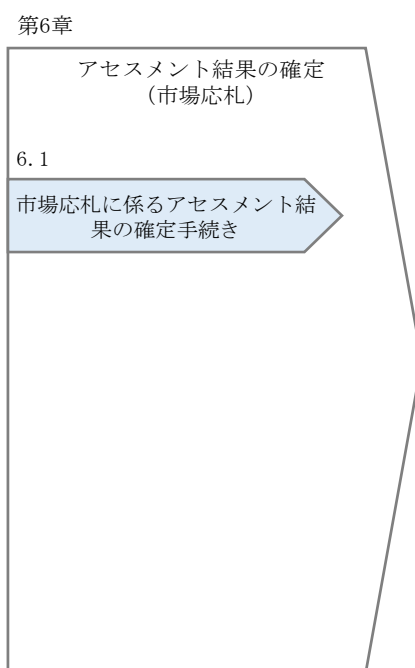 第6章
アセスメント結果の確定
（市場応札）
6.1
市場応札に係るアセスメント結
果の確定手続き